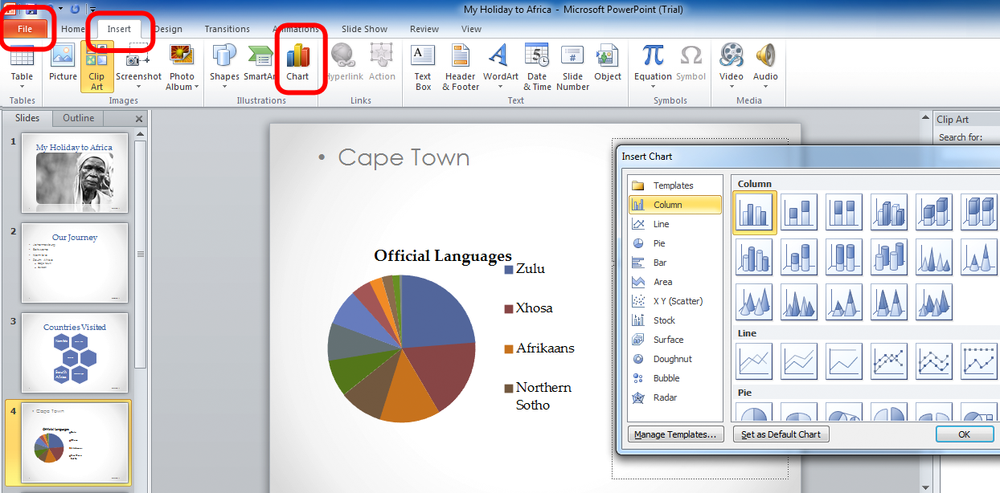 My Holiday to Africa - Microsoft PowerPoint (Trial)
File Home Insert Design Transitions Animations Slide Show Review View
Table Picture Clip Art Screenshot Photo Album Shapes SmartArt Chart Hyperlink Action Text Box Header & Footer WordArt Date & Time Slide Number Object Equation Symbol Video Audio
Tables Images Illustrations Links Text Symbols Media
Slides Outline
1
My Holiday to Africa
2
Our Journey
3
Countries Visited
South Africa
4
Cape Town
Official Languages
• Cape Town
Official Languages
Zulu
Xhosa
Afrikaans
Northern
Sotho
Clip Art
Search for:
Insert Chart
Templates
Column
Line
Pie
Bar
Area
X Y (Scatter)
Stock
Surface
Doughnut
Bubble
Radar
Column
Line
Pie
Manage Templates... Set as Default Chart OK